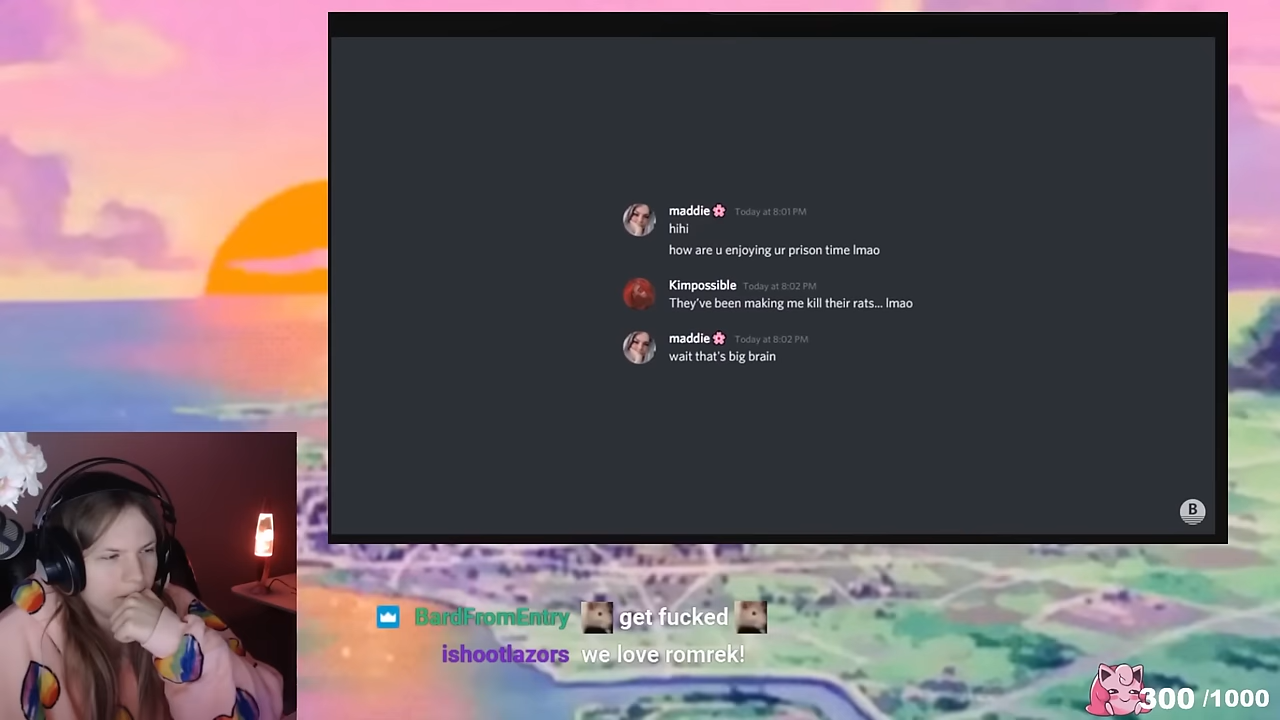 maddie🌸 Today at 8:01 PM
hihi
how are u enjoying ur prison time lmao
Kimpossible Today at 8:02 PM
They've been making me kill their rats... lmao
maddie🌸 Today at 8:02 PM
wait that's big brain
B
BardFromEntry get fucked
ishootlazors we love romrek!
300 /1000